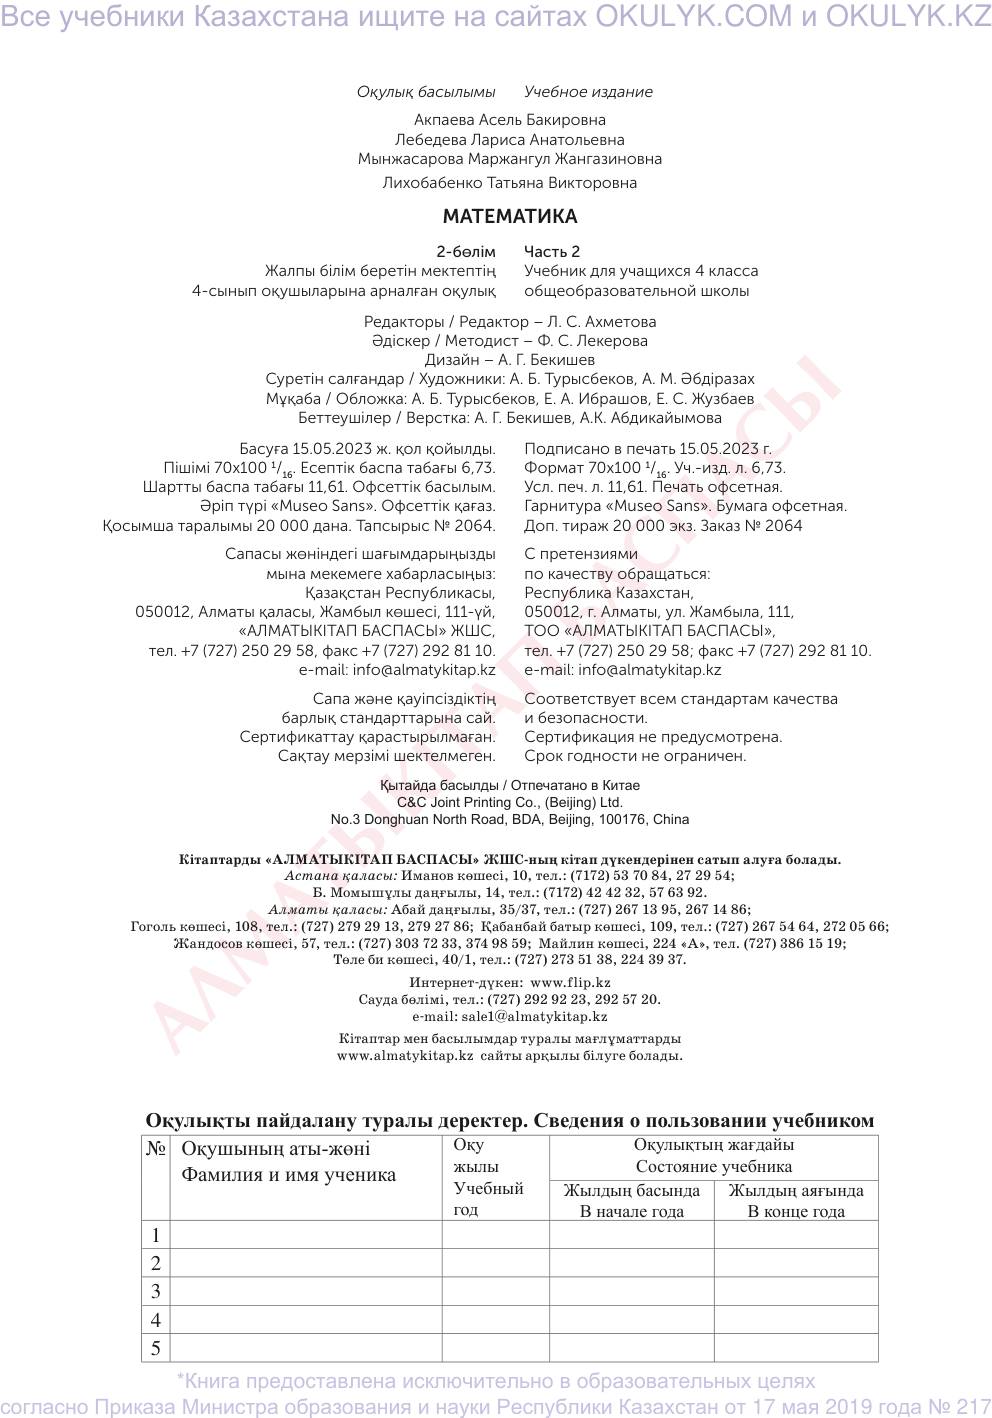 Все учебники Казахстана ищите на сайтах OKULYK.COM и OKULYK.KZ
Оқулық басылымы Учебное издание
Акпаева Асель Бакировна
Лебедева Лариса Анатольевна
Мынжасарова Маржангул Жангазиновна
Лихобабенко Татьяна Викторовна
МАТЕМАТИКА
2-бөлім
Жалпы білім беретін мектептің
4-сынып оқушыларына арналған оқулық
Часть 2
Учебник для учащихся 4 класса
общеобразовательной школы
Редакторы / Редактор – Л. С. Ахметова
Әдіскер / Методист – Ф. С. Лекерова
Дизайн – А. Г. Бекишев
Суретін салғандар / Художники: А. Б. Турысбеков, А. М. Әбдіразах
Мұқаба / Обложка: А. Б. Турысбеков, Е. А. Ибрашов, Е. С. Жузбаев
Беттеушілер / Верстка: А. Г. Бекишев, А.К. Абдикайымова
Басуға 15.05.2023 ж. қол қойылды.
Пішімі 70х100 ¹/₁₆. Есептік баспа табағы 6,73.
Шартты баспа табағы 11,61. Офсеттік басылым.
Әріп түрі «Museo Sans». Офсеттік қағаз.
Қосымша таралымы 20 000 дана. Тапсырыс № 2064.
Подписано в печать 15.05.2023 г.
Формат 70х100 ¹/₁₆. Уч.-изд. л. 6,73.
Усл. печ. л. 11,61. Печать офсетная.
Гарнитура «Museo Sans». Бумага офсетная.
Доп. тираж 20 000 экз. Заказ № 2064
Сапасы жөніндегі шағымдарыңызды
мына мекемеге хабарласыңыз:
Қазақстан Республикасы,
050012, Алматы қаласы, Жамбыл көшесі, 111-үй,
«АЛМАТЫКІТАП БАСПАСЫ» ЖШС,
тел. +7 (727) 250 29 58, факс +7 (727) 292 81 10.
e-mail: info@almatykitap.kz
С претензиями
по качеству обращаться:
Республика Казахстан,
050012, г. Алматы, ул. Жамбыла, 111,
ТОО «АЛМАТЫКІТАП БАСПАСЫ»,
тел. +7 (727) 250 29 58; факс +7 (727) 292 81 10.
e-mail: info@almatykitap.kz
Сапа және қауіпсіздіктің
барлық стандарттарына сай.
Сертификаттау қарастырылмаған.
Сақтау мерзімі шектелмеген.
Соответствует всем стандартам качества
и безопасности.
Сертификация не предусмотрена.
Срок годности не ограничен.
Қытайда басылды / Отпечатано в Китае
C&C Joint Printing Co., (Beijing) Ltd.
No.3 Donghuan North Road, BDA, Beijing, 100176, China
Кітаптарды «АЛМАТЫКІТАП БАСПАСЫ» ЖШС-ның кітап дүкендерінен сатып алуға болады.
Астана қаласы: Иманов көшесі, 10, тел.: (7172) 53 70 84, 27 29 54;
Б. Момышұлы даңғылы, 14, тел.: (7172) 42 42 32, 57 63 92.
Алматы қаласы: Абай даңғылы, 35/37, тел.: (727) 267 13 95, 267 14 86;
Гоголь көшесі, 108, тел.: (727) 279 29 13, 279 27 86; Қабанбай батыр көшесі, 109, тел.: (727) 267 54 64, 272 05 66;
Жандосов көшесі, 57, тел.: (727) 303 72 33, 374 98 59; Майлин көшесі, 224 «А», тел. (727) 386 15 19;
Төле би көшесі, 40/1, тел.: (727) 273 51 38, 224 39 37.
Интернет-дүкен: www.flip.kz
Сауда бөлімі, тел.: (727) 292 92 23, 292 57 20.
e-mail: sale1@almatykitap.kz
Кітаптар мен басылымдар туралы мағлұматтарды
www.almatykitap.kz сайты арқылы білуге болады.
АЛМАТЫКІТАП БАСПАСЫ
Оқулықты пайдалану туралы деректер. Сведения о пользовании учебником
№
Оқушының аты-жөні
Фамилия и имя ученика
Оқу
жылы
Учебный
год
Оқулықтың жағдайы
Состояние учебника
Жылдың басында
В начале года
Жылдың аяғында
В конце года
1
2
3
4
5
*Книга предоставлена исключительно в образовательных целях
согласно Приказа Министра образования и науки Республики Казахстан от 17 мая 2019 года № 217